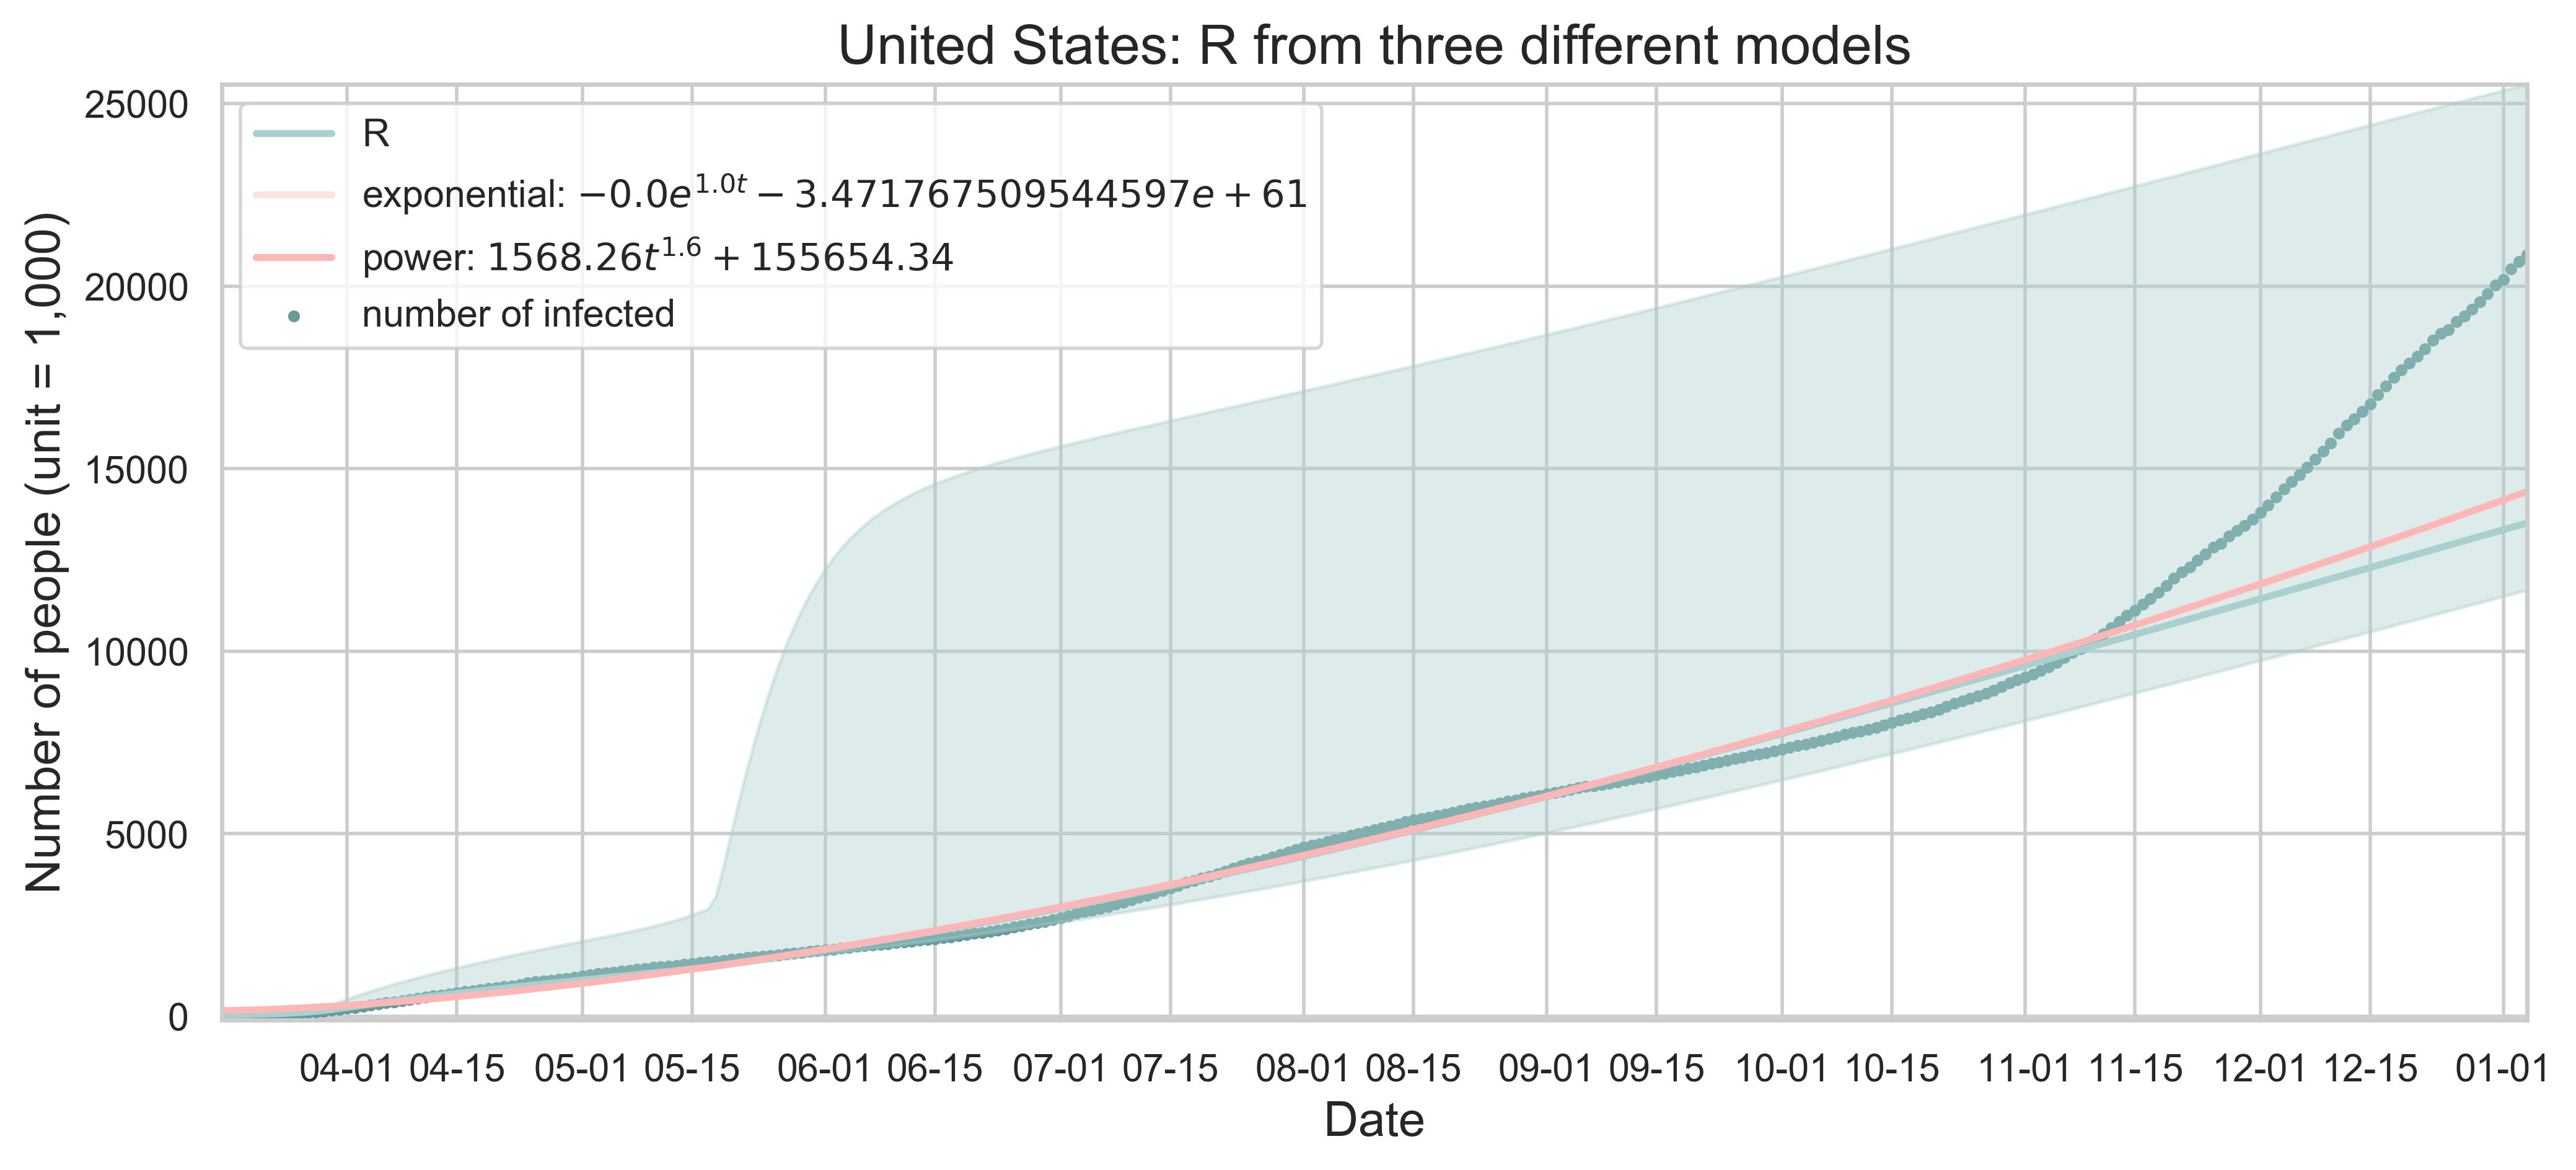 United States: R from three different models
Number of people (unit = 1,000)
25000
20000
15000
10000
5000
0
R
exponential: −0.0e^{1.0t} − 3.4717675095445​97e + 61
power: 1568.26t^{1.6} + 155654.34
number of infected
04-01 04-15 05-01 05-15 06-01 06-15 07-01 07-15 08-01 08-15 09-01 09-15 10-01 10-15 11-01 11-15 12-01 12-15 01-01
Date